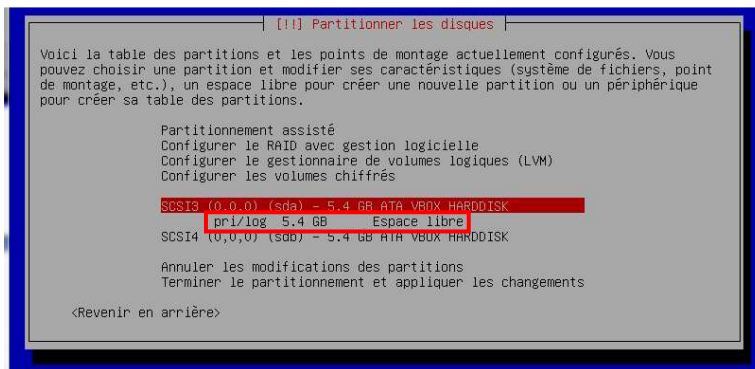 [!!] Partitionner les disques
Voici la table des partitions et les points de montage actuellement configurés. Vous
pouvez choisir une partition et modifier ses caractéristiques (système de fichiers, point
de montage, etc.), un espace libre pour créer une nouvelle partition ou un périphérique
pour créer sa table des partitions.
Partitionnement assisté
Configurer le RAID avec gestion logicielle
Configurer le gestionnaire de volumes logiques (LVM)
Configurer les volumes chiffrés
SCSI3 (0,0,0) (sda) – 5.4 GB ATA VBOX HARDDISK
pri/log 5.4 GB Espace libre
SCSI4 (0,0,0) (sdb) – 5.4 GB ATA VBOX HARDDISK
Annuler les modifications des partitions
Terminer le partitionnement et appliquer les changements
<Revenir en arrière>